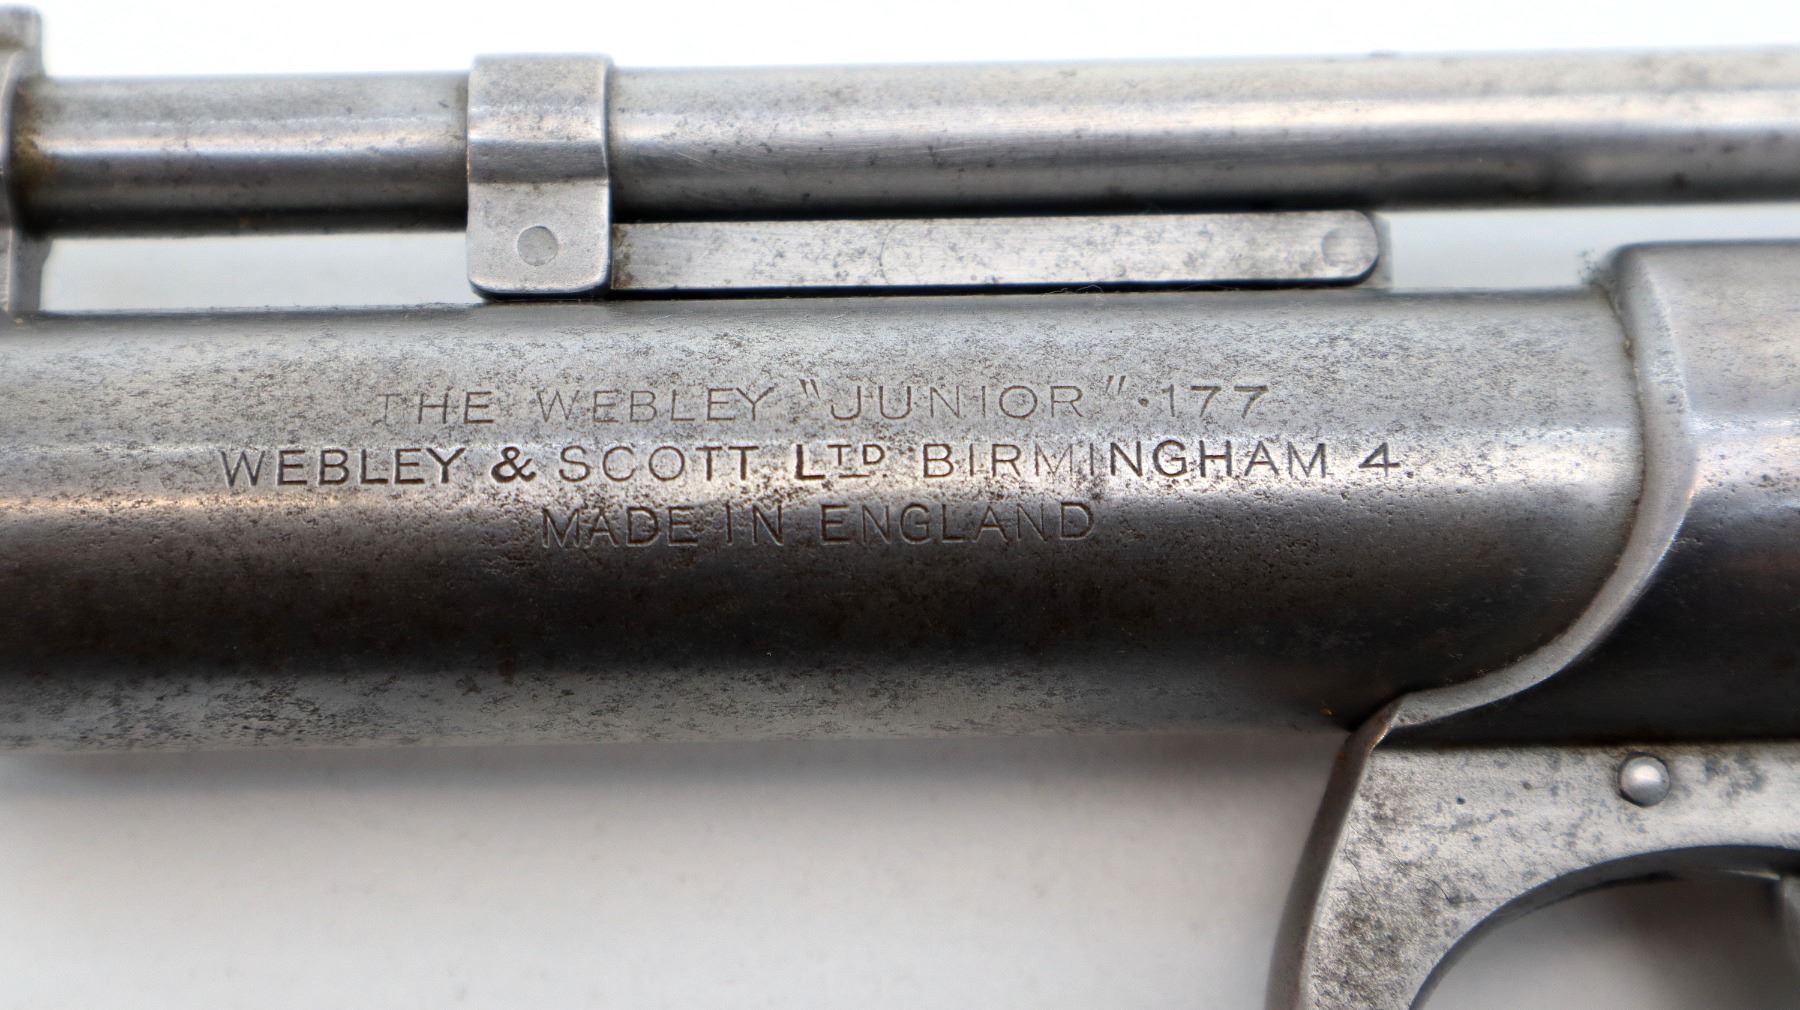 THE WEBLEY "JUNIOR" .177
WEBLEY & SCOTT LTD BIRMINGHAM 4.
MADE IN ENGLAND